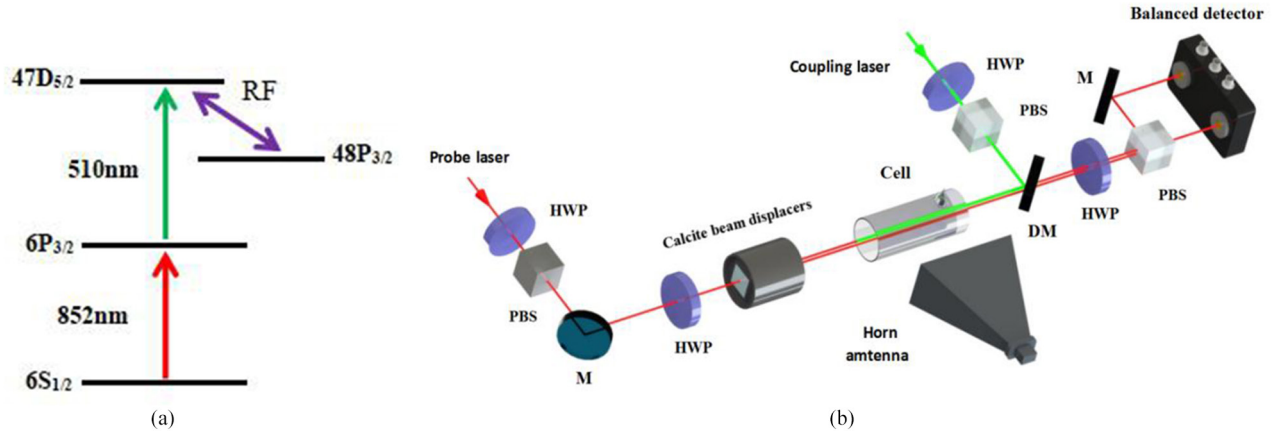 47D5/2
RF
48P3/2
510nm
6P3/2
852nm
6S1/2
(a)
Balanced detector
Coupling laser
HWP
M
PBS
Probe laser
Cell
HWP
HWP
PBS
Calcite beam displacers
DM
PBS
HWP
M
Horn
amtenna
(b)